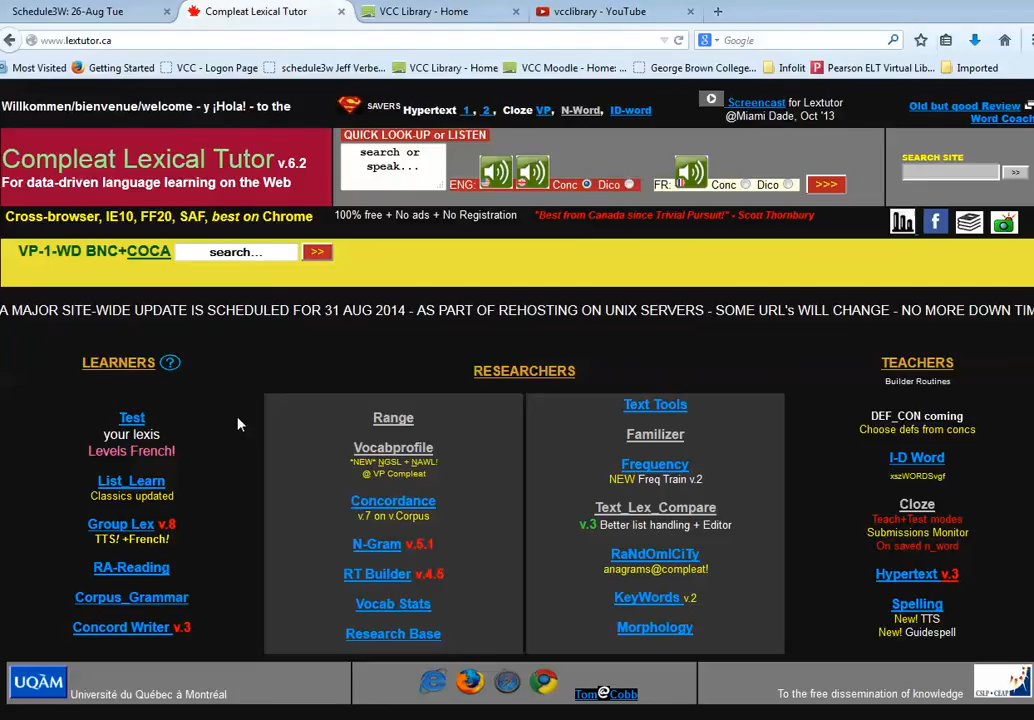 Schedule3W: 26-Aug Tue
Compleat Lexical Tutor
VCC Library - Home
vcclibrary - YouTube
www.lextutor.ca
Google
Most Visited Getting Started VCC - Logon Page schedule3w Jeff Verbe... VCC Library - Home VCC Moodle - Home: ... George Brown College... Infolit Pearson ELT Virtual Lib... Imported
Willkommen/bienvenue/welcome - y ¡Hola! - to the
SAVERS Hypertext 1, 2, Cloze VP, N-Word, ID-word
Screencast for Lextutor
@Miami Dade, Oct '13
Old but good Review
Word Coach
Compleat Lexical Tutor v.6.2
For data-driven language learning on the Web
QUICK LOOK-UP or LISTEN
search or
speak...
ENG: Conc Dico
FR: Conc Dico >>>
SEARCH SITE
>>
Cross-browser, IE10, FF20, SAF, best on Chrome
100% free + No ads + No Registration
"Best from Canada since Trivial Pursuit!" - Scott Thornbury
VP-1-WD BNC+COCA search... >>
A MAJOR SITE-WIDE UPDATE IS SCHEDULED FOR 31 AUG 2014 - AS PART OF REHOSTING ON UNIX SERVERS - SOME URL's WILL CHANGE - NO MORE DOWN TIM
LEARNERS ?
Test
your lexis
Levels French!
List_Learn
Classics updated
Group Lex v.8
TTS! +French!
RA-Reading
Corpus_Grammar
Concord Writer v.3
RESEARCHERS
Range
Vocabprofile
*NEW* NGSL + NAWL!
@ VP Compleat
Concordance
v.7 on v.Corpus
N-Gram v.5.1
RT Builder v.4.5
Vocab Stats
Research Base
Text Tools
Familizer
Frequency
NEW Freq Train v.2
Text_Lex_Compare
v.3 Better list handling + Editor
RaNdOmICiTy
anagrams@compleat!
KeyWords v.2
Morphology
TEACHERS
Builder Routines
DEF_CON coming
Choose defs from concs
I-D Word
xszWORDSvgf
Cloze
Teach+Test modes
Submissions Monitor
On saved n_word
Hypertext v.3
Spelling
New! TTS
New! Guidespell
UQÀM
Université du Québec à Montréal
Tom@Cobb
To the free dissemination of knowledge
CSLP • CEAP